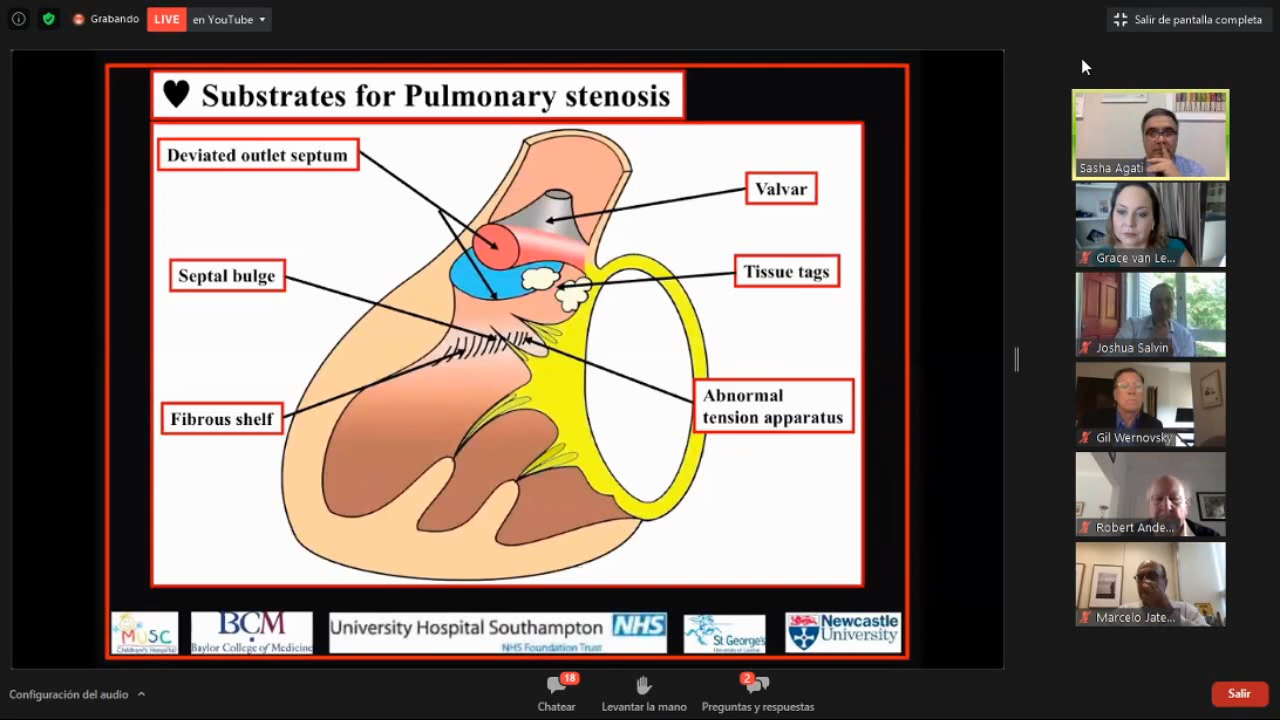 Grabando
LIVE
en YouTube
Salir de pantalla completa
Substrates for Pulmonary stenosis
Deviated outlet septum
Valvar
Septal bulge
Tissue tags
Fibrous shelf
Abnormal
tension apparatus
Sasha Agati
Grace van Le...
Joshua Salvin
Gil Wernovsky
Robert Ande...
Marcelo Jate...
MUSC
Children's Hospital
BCM
Baylor College of Medicine
University Hospital Southampton
NHS
NHS Foundation Trust
St George's
University of London
Newcastle
University
Configuración del audio
18
Chatear
Levantar la mano
2
Preguntas y respuestas
Salir